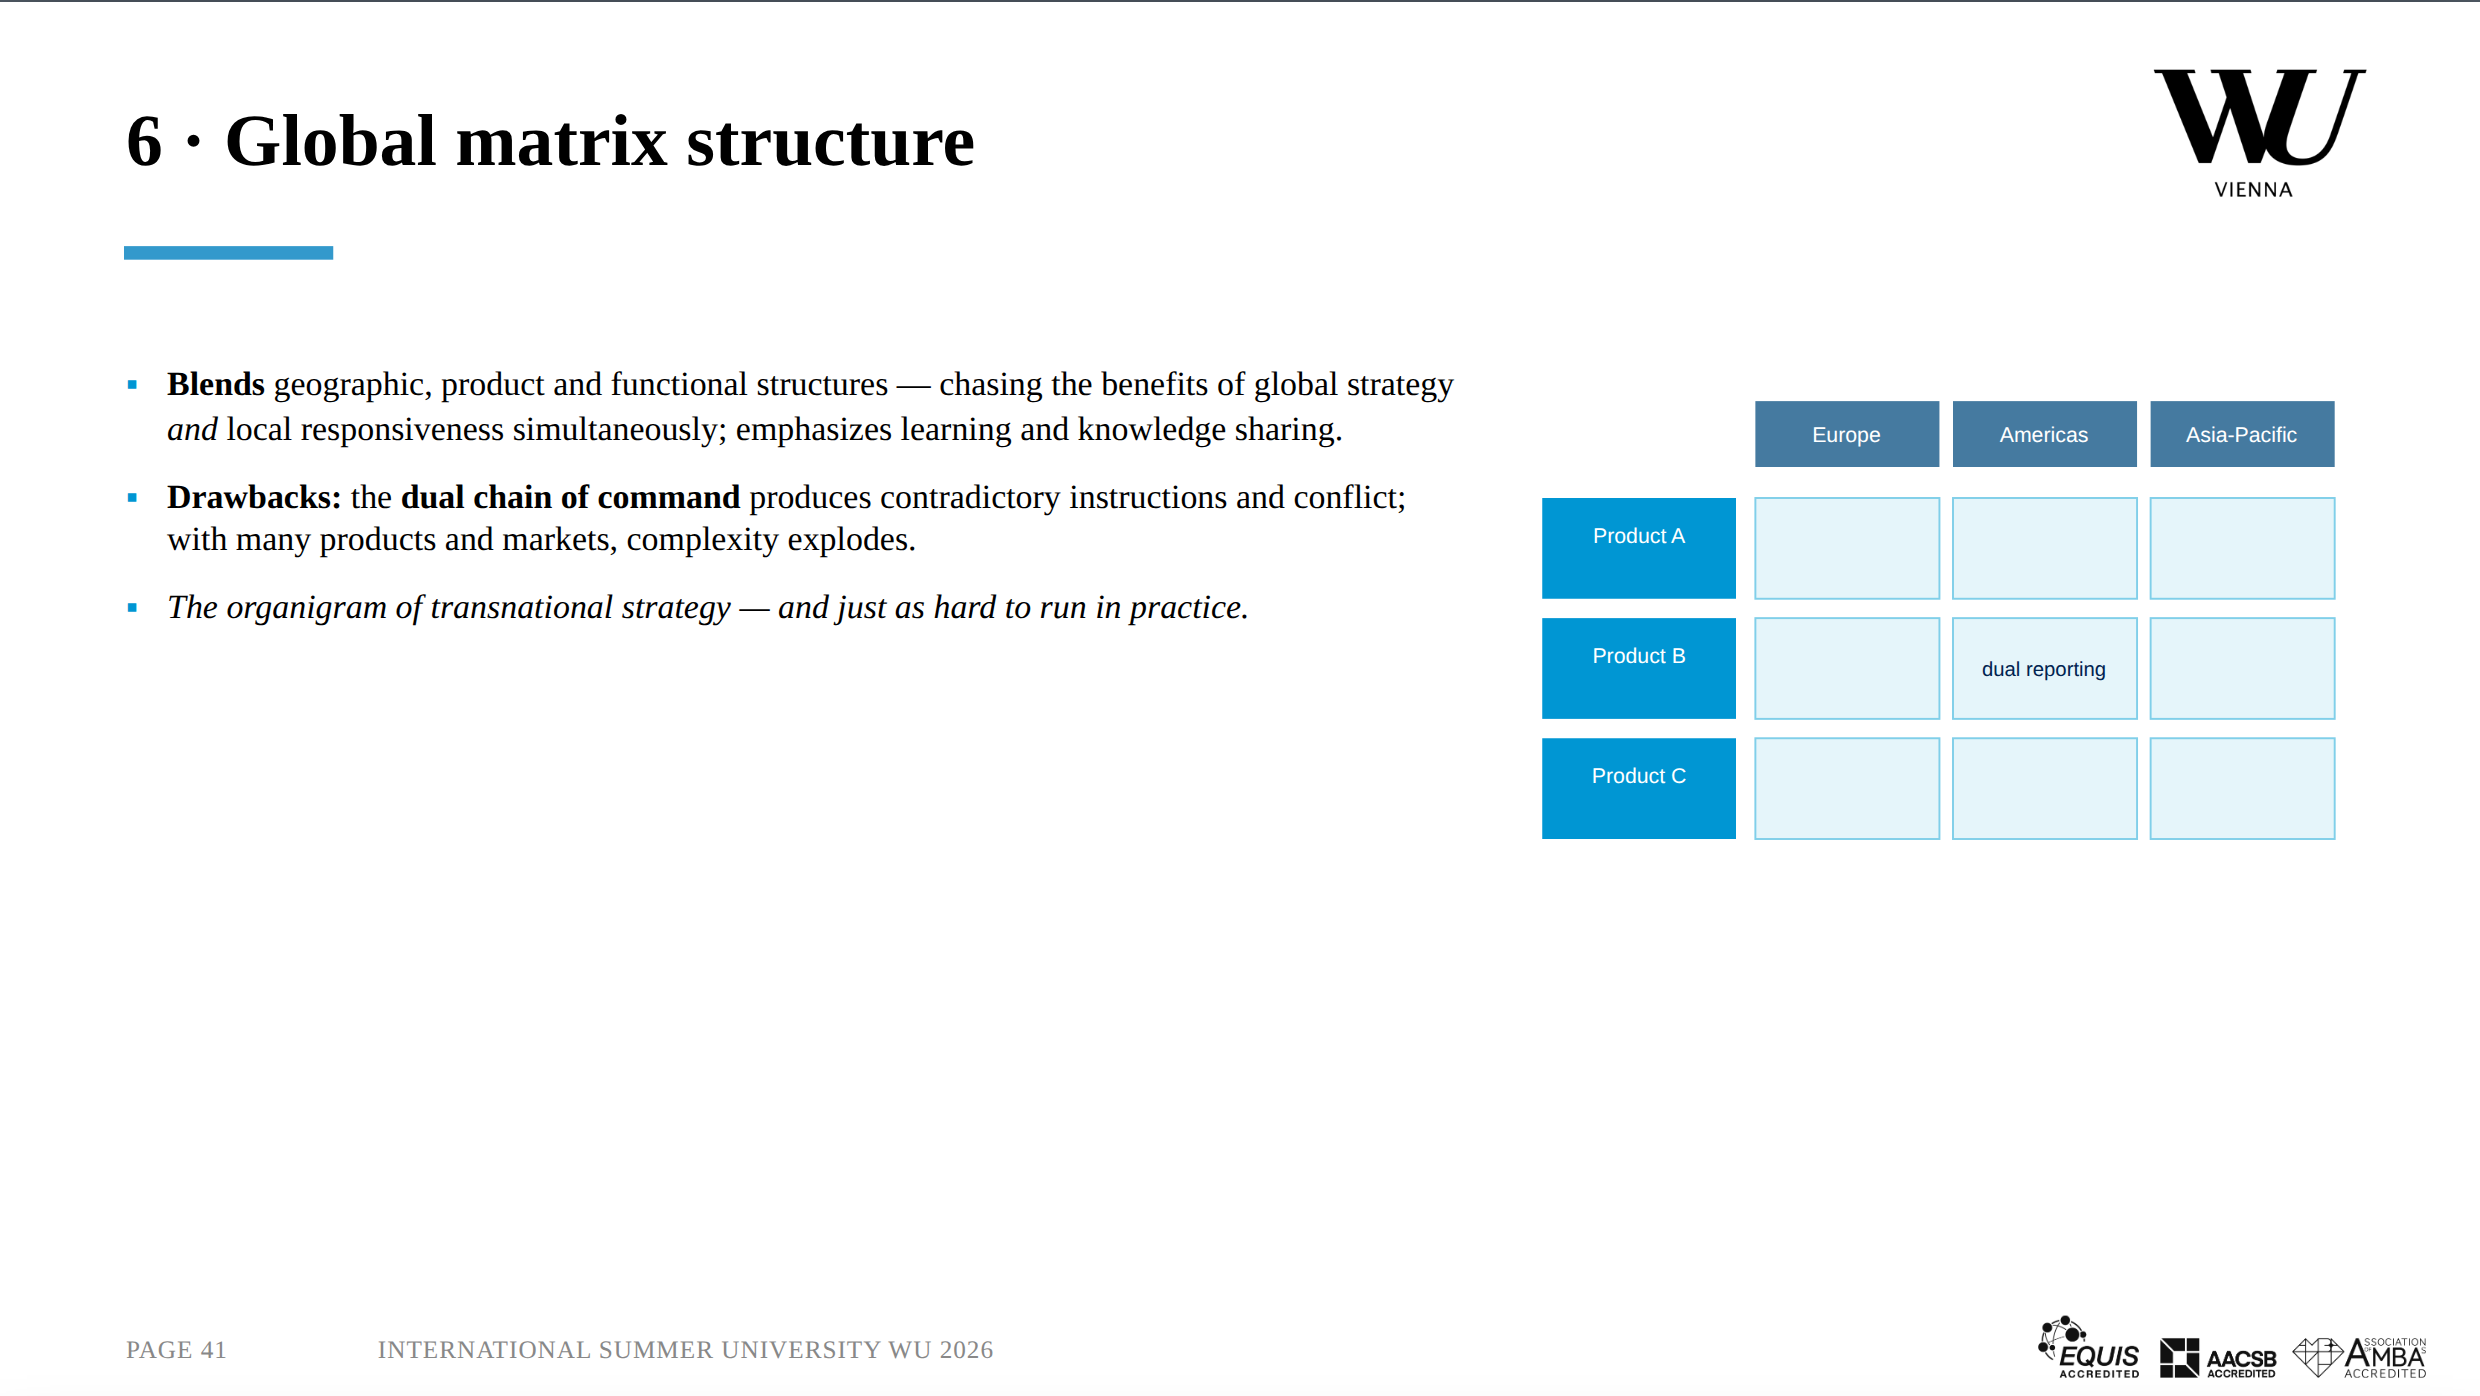 6 · Global matrix structure
WU
VIENNA
▪ Blends geographic, product and functional structures — chasing the benefits of global strategy
and local responsiveness simultaneously; emphasizes learning and knowledge sharing.
▪ Drawbacks: the dual chain of command produces contradictory instructions and conflict;
with many products and markets, complexity explodes.
▪ The organigram of transnational strategy — and just as hard to run in practice.
Europe Americas Asia-Pacific
Product A
Product B dual reporting
Product C
PAGE 41 INTERNATIONAL SUMMER UNIVERSITY WU 2026
EQUIS
ACCREDITED
AACSB
ACCREDITED
ASSOCIATION
OF
AMBAS
ACCREDITED